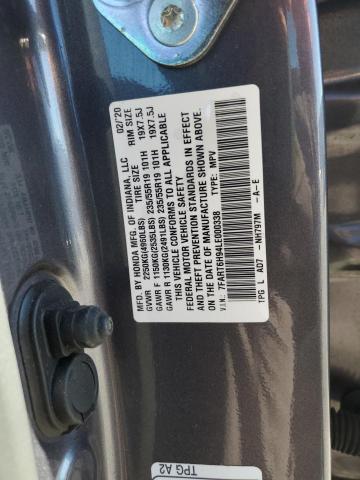 MFD. BY HONDA MFG. OF INDIANA, LLC 02/'20
TIRE SIZE RIM SIZE
GVWR 2250KG(4960LBS)
GAWR F 1150KG(2535LBS) 235/55R19 101H 19X7.5J
GAWR R 1130KG(2491LBS) 235/55R19 101H 19X7.5J
THIS VEHICLE CONFORMS TO ALL APPLICABLE
FEDERAL MOTOR VEHICLE SAFETY
AND THEFT PREVENTION STANDARDS IN EFFECT
ON THE DATE OF MANUFACTURE SHOWN ABOVE.
V.I.N.: 7FART6H94LE000338 TYPE: MPV
TPG L A07 -NH797M -A-E
TPG A2